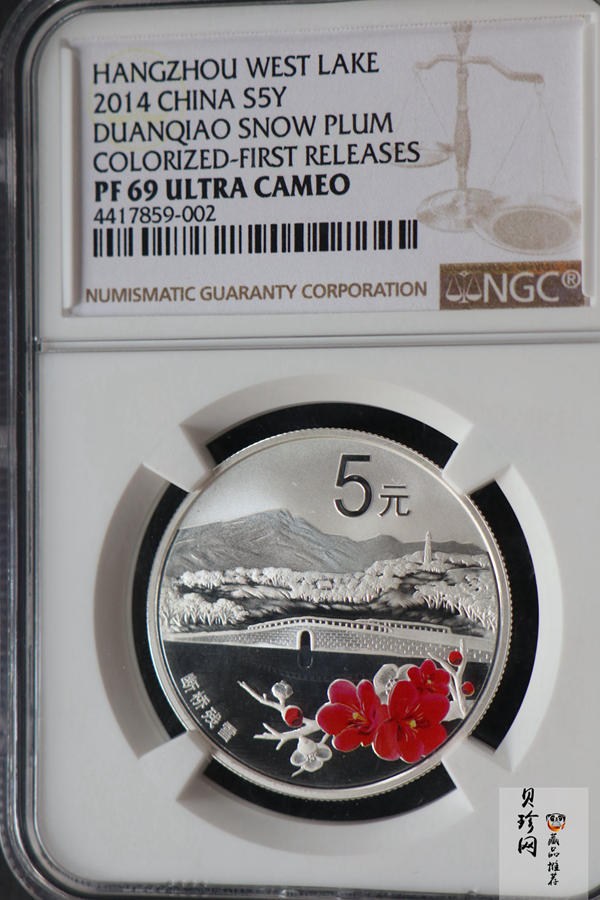 HANGZHOU WEST LAKE
2014 CHINA S5Y
DUANQIAO SNOW PLUM
COLORIZED-FIRST RELEASES
PF 69 ULTRA CAMEO
4417859-002
NUMISMATIC GUARANTY CORPORATION
NGC®
5元
断桥残雪
贝珍网
藏品推荐